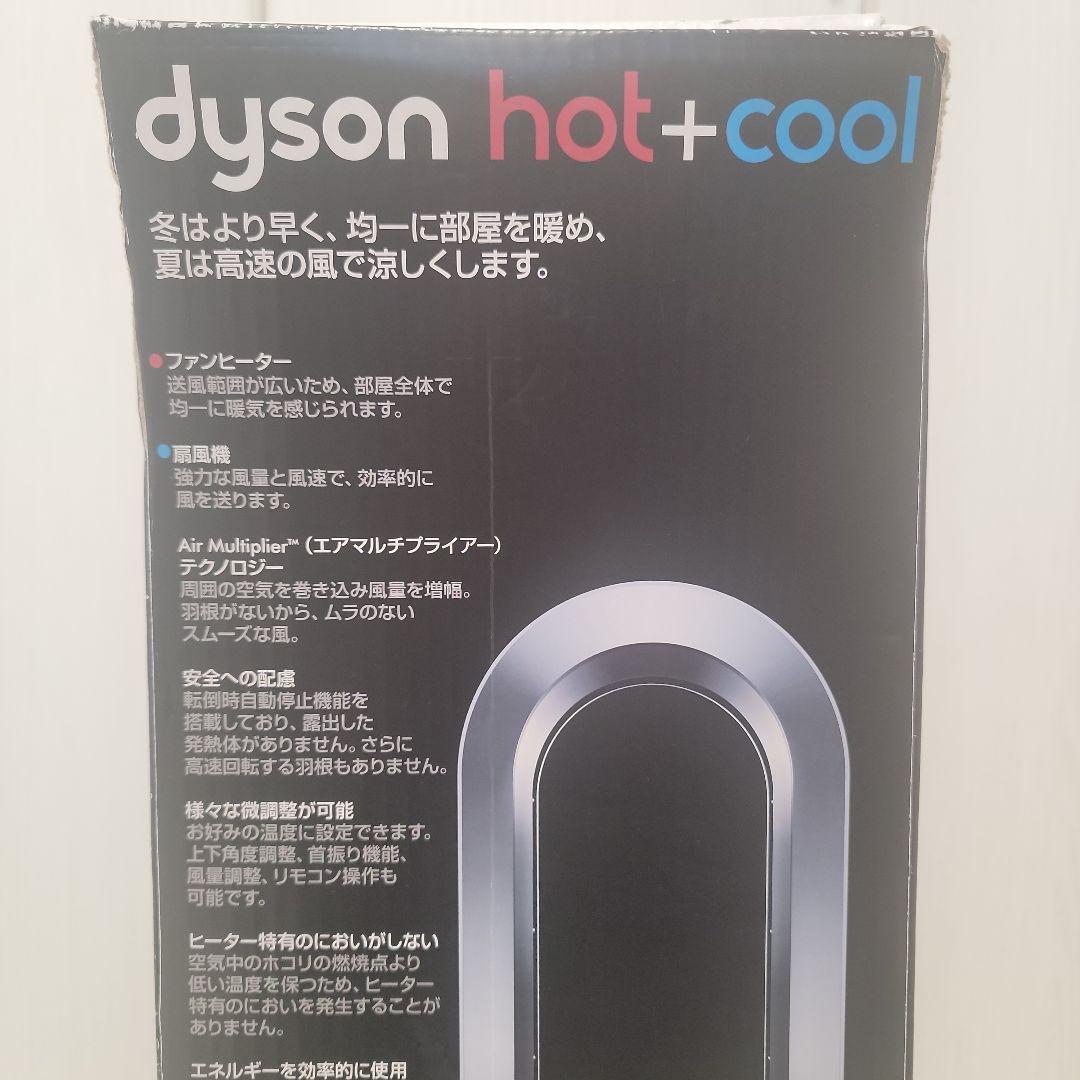 dyson hot+cool
冬はより早く、均一に部屋を暖め、
夏は高速の風で涼しくします。
●ファンヒーター
送風範囲が広いため、部屋全体で
均一に暖気を感じられます。
●扇風機
強力な風量と風速で、効率的に
風を送ります。
Air Multiplier™（エアマルチプライアー）
テクノロジー
周囲の空気を巻き込み風量を増幅。
羽根がないから、ムラのない
スムーズな風。
安全への配慮
転倒時自動停止機能を
搭載しており、露出した
発熱体がありません。さらに
高速回転する羽根もありません。
様々な微調整が可能
お好みの温度に設定できます。
上下角度調整、首振り機能、
風量調整、リモコン操作も
可能です。
ヒーター特有のにおいがしない
空気中のホコリの燃焼点より
低い温度を保つため、ヒーター
特有のにおいを発生することが
ありません。
エネルギーを効率的に使用